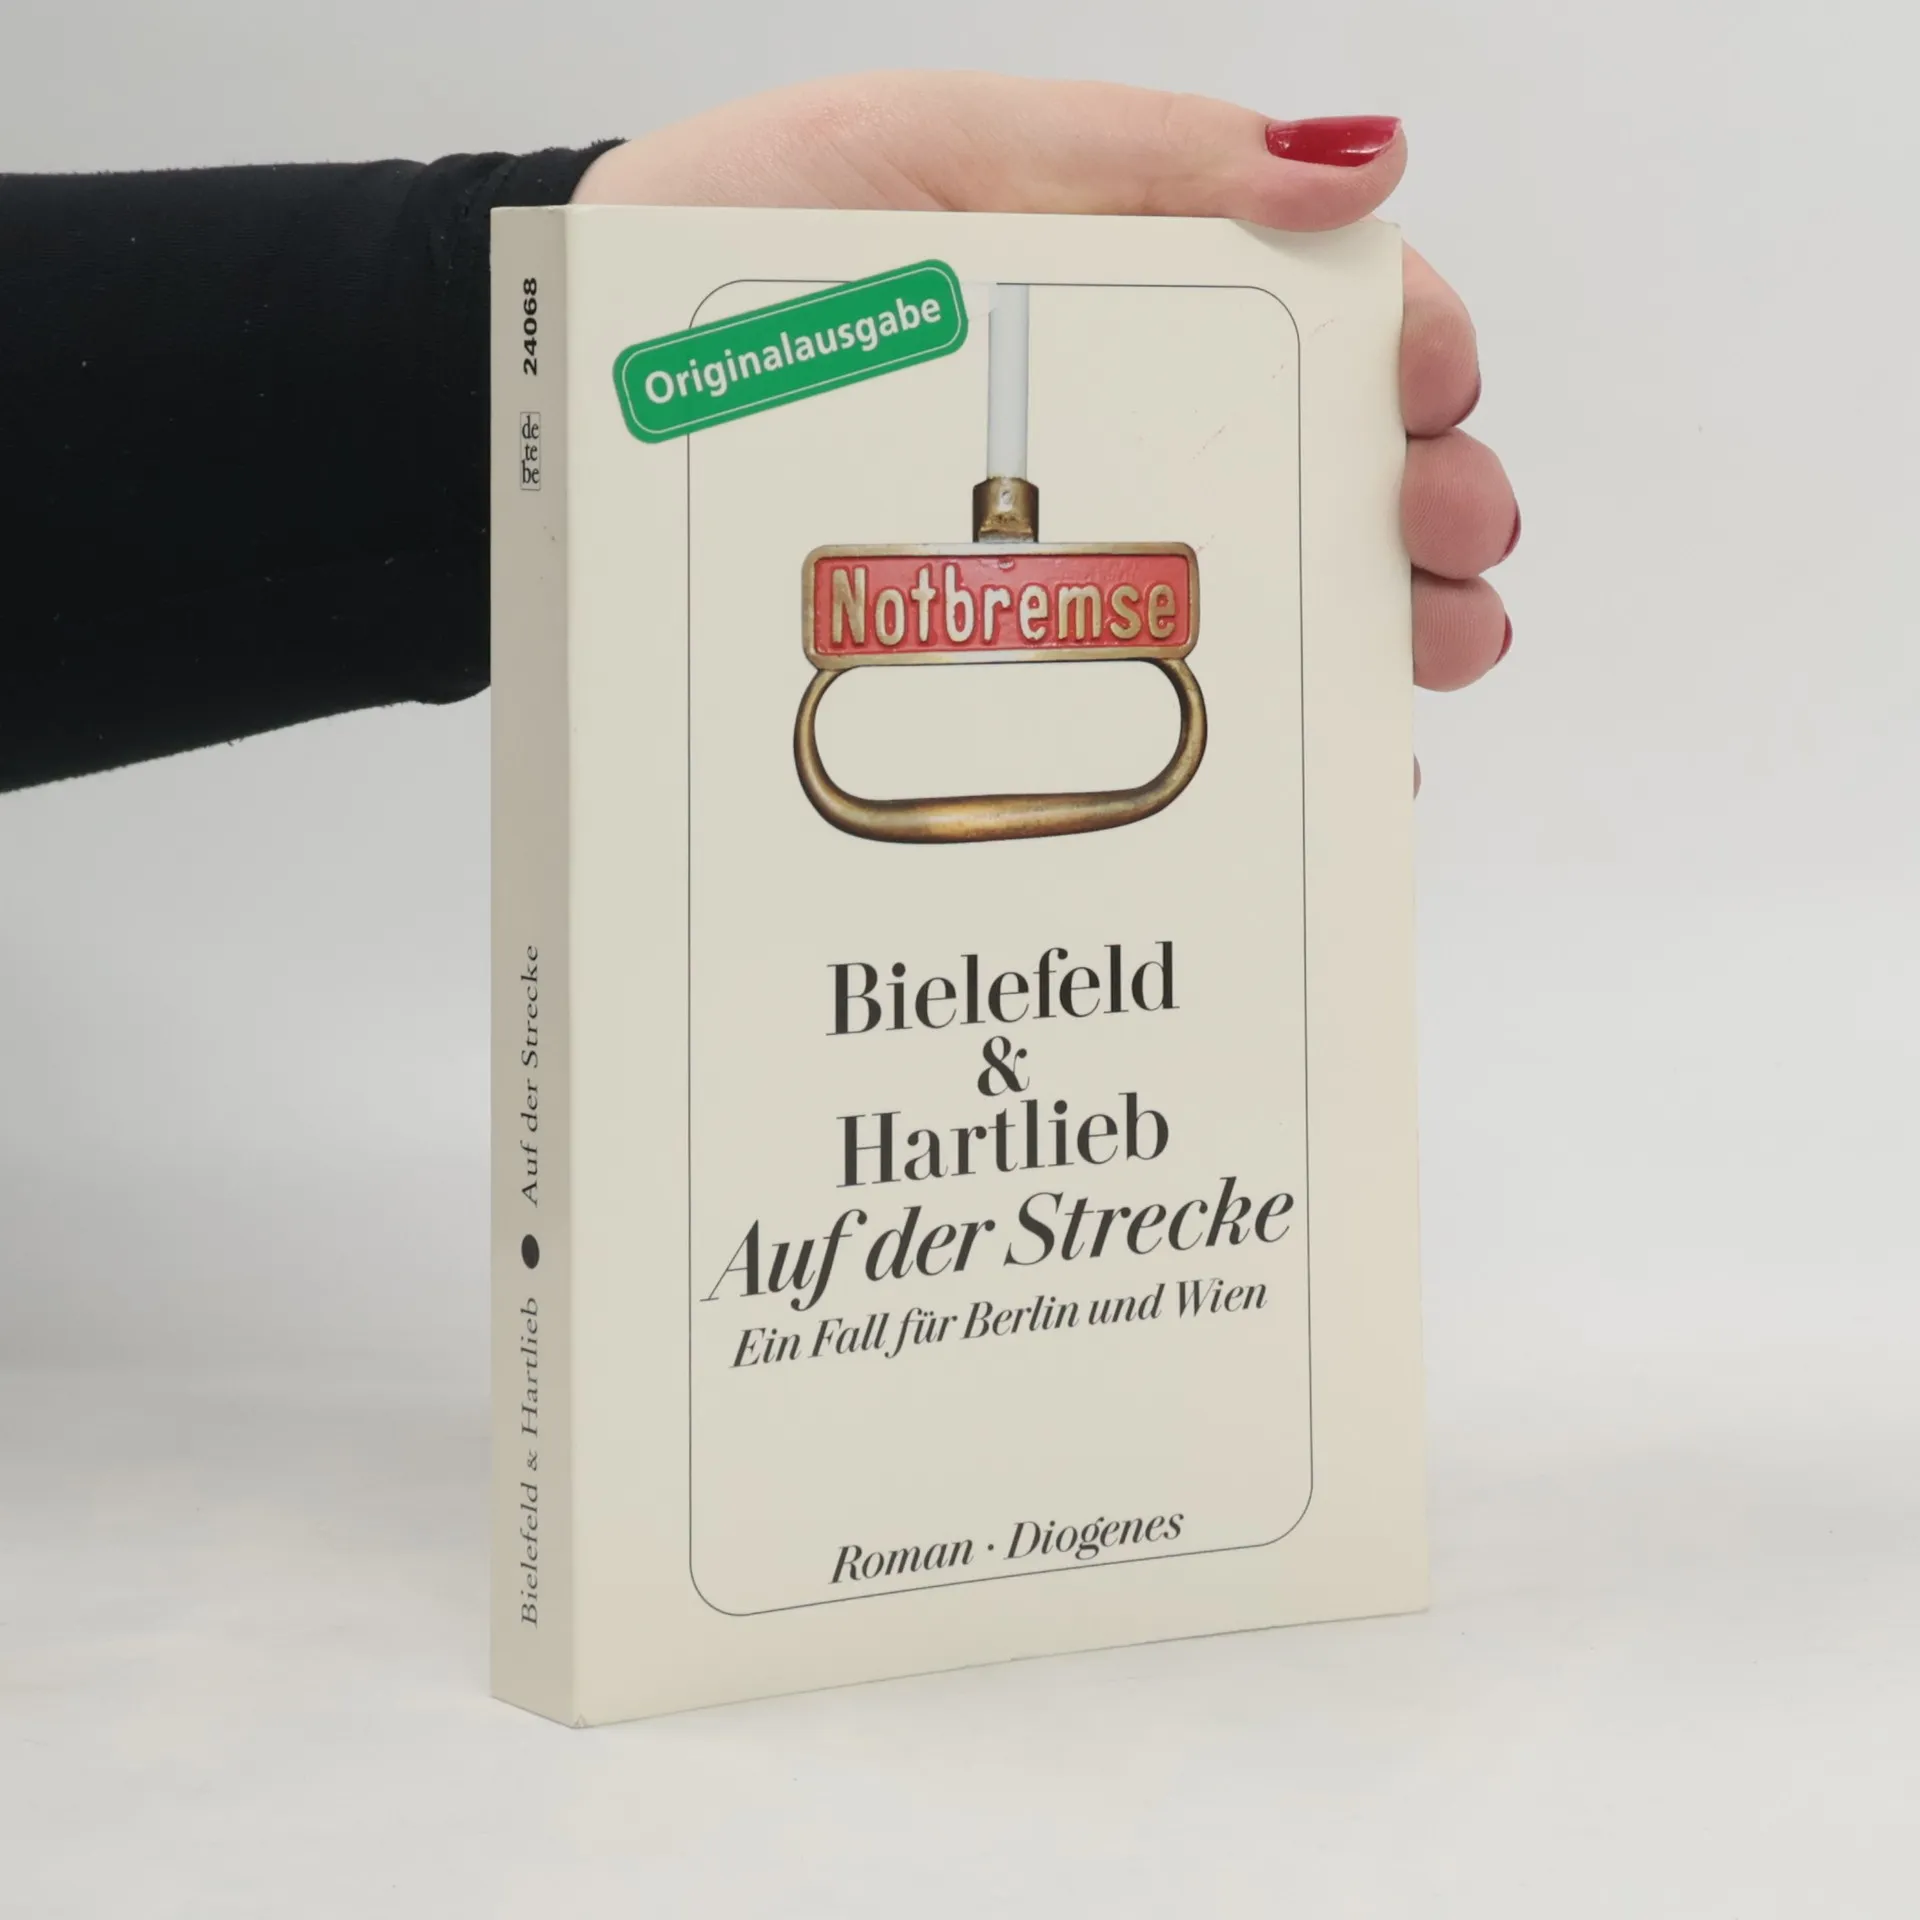 Originalausgabe
Notbremse
Bielefeld
&
Hartlieb
Auf der Strecke
Ein Fall für Berlin und Wien
Roman · Diogenes
Bielefeld & Hartlieb ● Auf der Strecke
de
te
be
24068